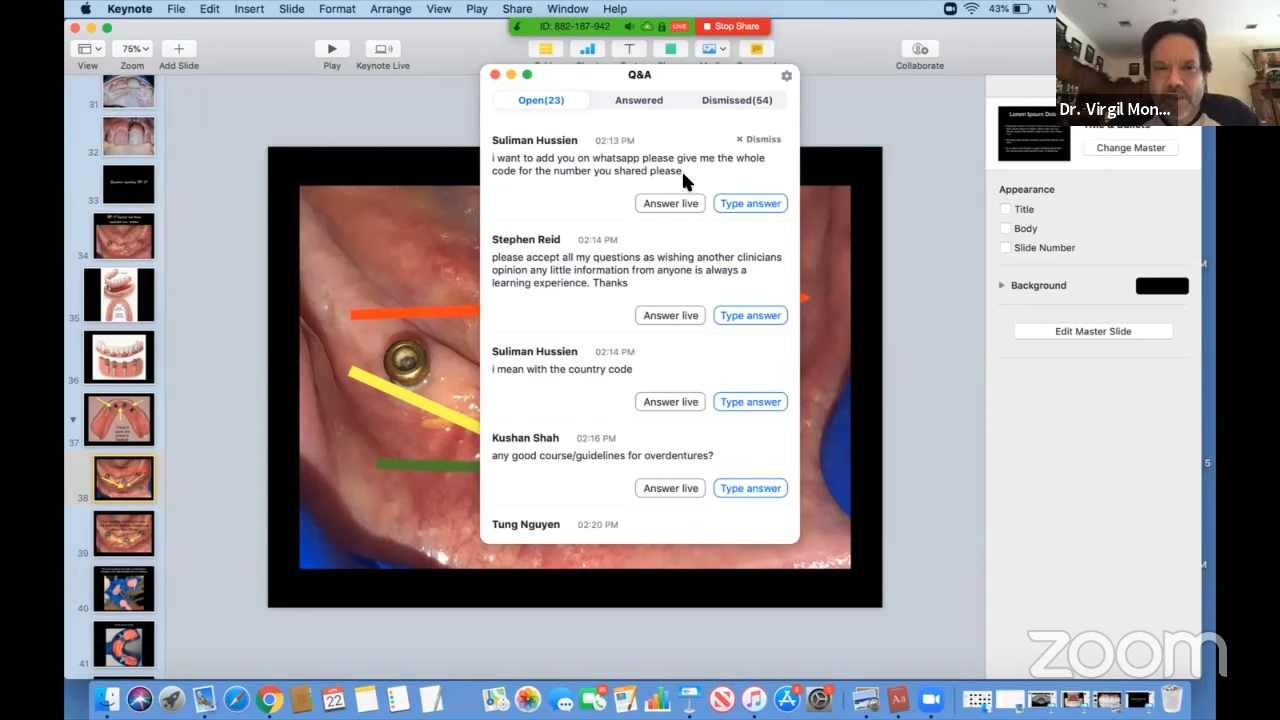 Keynote File Edit Insert Slide Format Arrange View Play Share Window Help
43%
ID: 882-187-942 LIVE Stop Share
75%
View Zoom Add Slide Play Keynote Live Collaborate
Dr. Virgil Mon...
Q&A
Open(23) Answered Dismissed(54)
Suliman Hussien 02:13 PM × Dismiss
i want to add you on whatsapp please give me the whole
code for the number you shared please
Answer live Type answer
Stephen Reid 02:14 PM
please accept all my questions as wishing another clinicians
opinion any little information from anyone is always a
learning experience. Thanks
Answer live Type answer
Suliman Hussien 02:14 PM
i mean with the country code
Answer live Type answer
Kushan Shah 02:16 PM
any good course/guidelines for overdentures?
Answer live Type answer
Tung Nguyen 02:20 PM
31
32
33
34
35
36
37
38
39
40
41
Lorem Ipsum Dolo
Change Master
Appearance
Title
Body
Slide Number
Background
Edit Master Slide
M
5
M
zoom